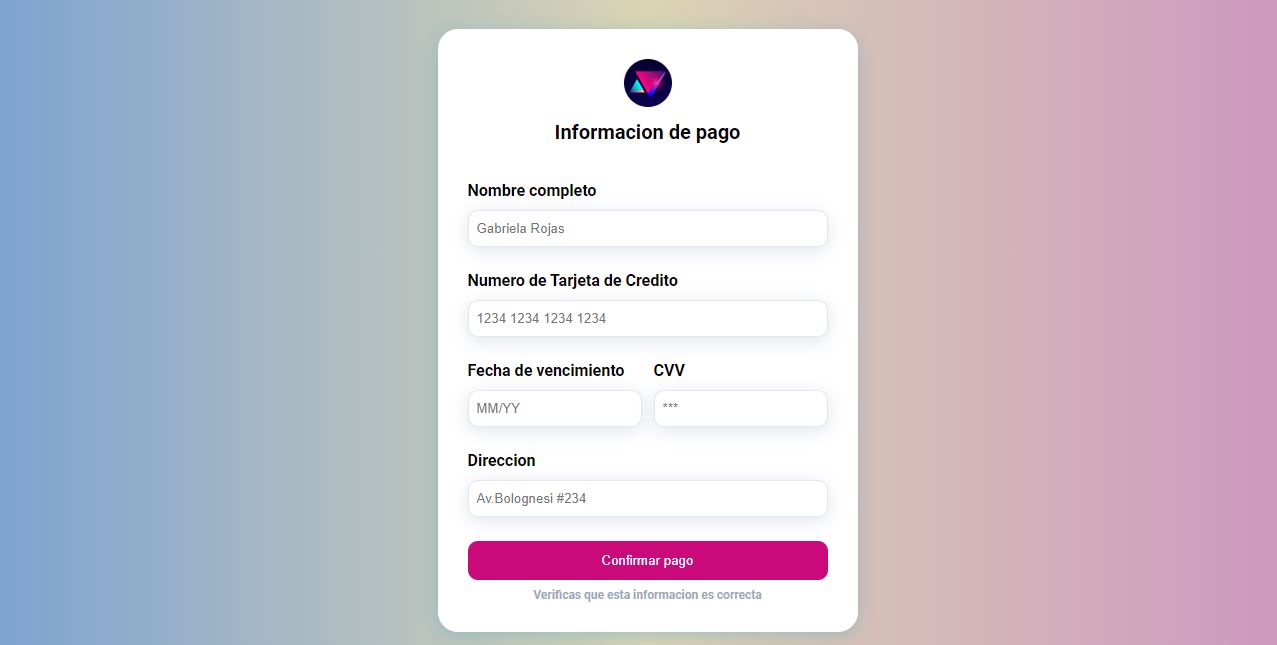 Informacion de pago
Nombre completo
Gabriela Rojas
Numero de Tarjeta de Credito
1234 1234 1234 1234
Fecha de vencimiento CVV
MM/YY ***
Direccion
Av.Bolognesi #234
Confirmar pago
Verificas que esta informacion es correcta